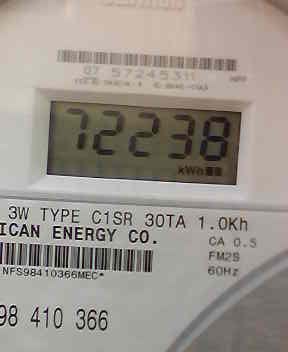 07 57245311
72238
kWh
3W TYPE C1SR 30TA 1.0Kh
ICAN ENERGY CO.
CA 0.5
FM2S
60Hz
NFS98410366MEC*
98 410 366